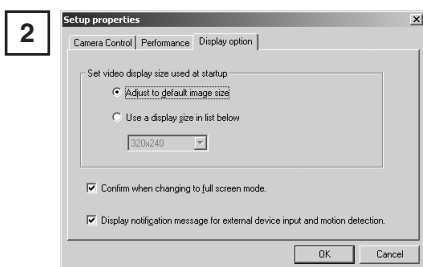 2
Setup properties
Camera Control Performance Display option
Set video display size used at startup
Adjust to default image size
Use a display size in list below
320x240
Confirm when changing to full screen mode.
Display notification message for external device input and motion detection.
OK Cancel